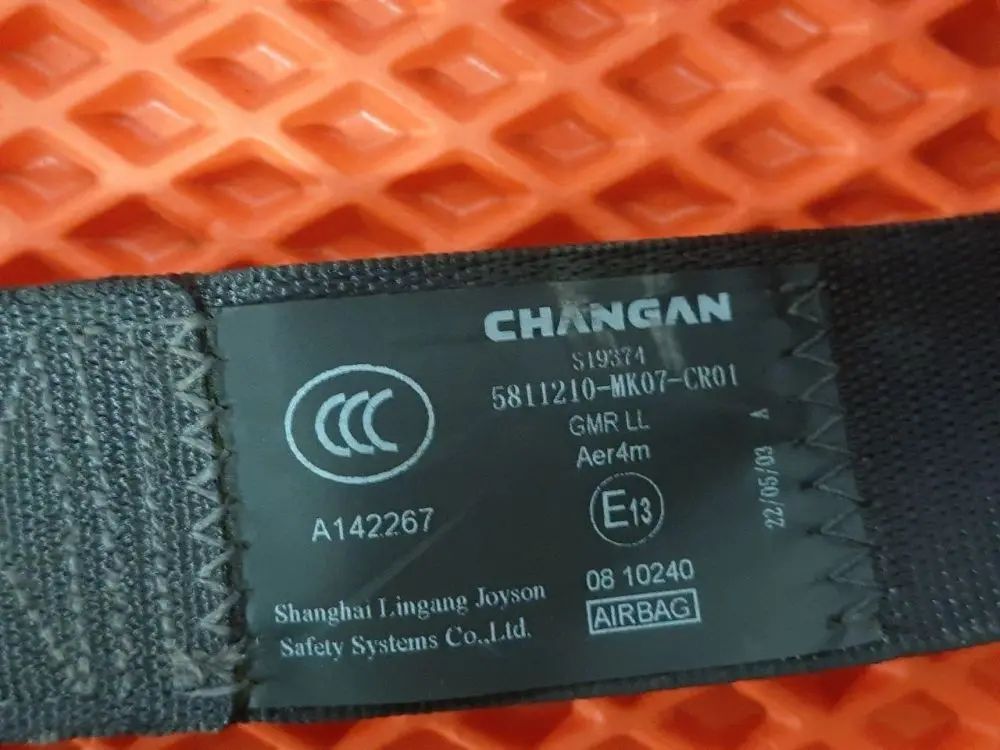 CHANGAN
S19374
5811210-MK07-CR01
GMR LL
Aer4m
CCC
A142267
E13
08 10240
AIRBAG
Shanghai Lingang Joyson
Safety Systems Co.,Ltd.
22/05/03 A